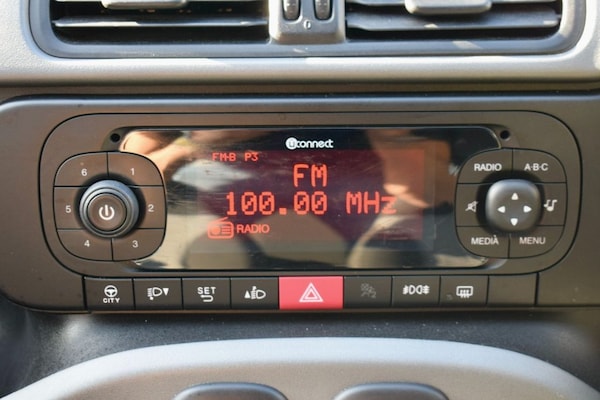 Uconnect
FM-B P3
FM
100.00 MHz
RADIO
6 1
5 2
4 3
RADIO A·B·C
MEDIA MENU
CITY
SET